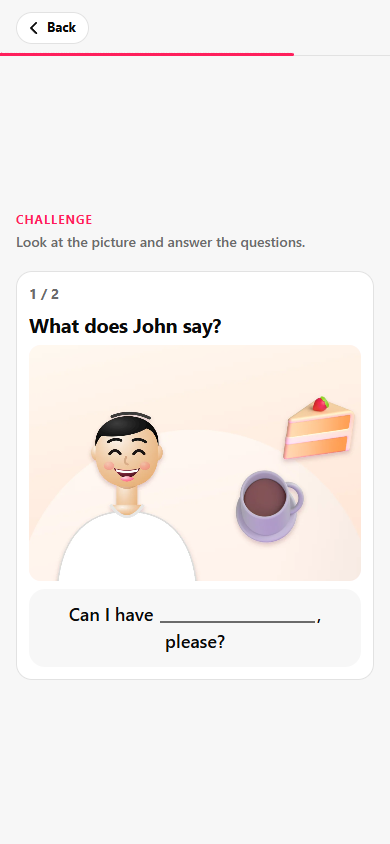 Back
CHALLENGE
Look at the picture and answer the questions.
1 / 2
What does John say?
Can I have _________________,
please?